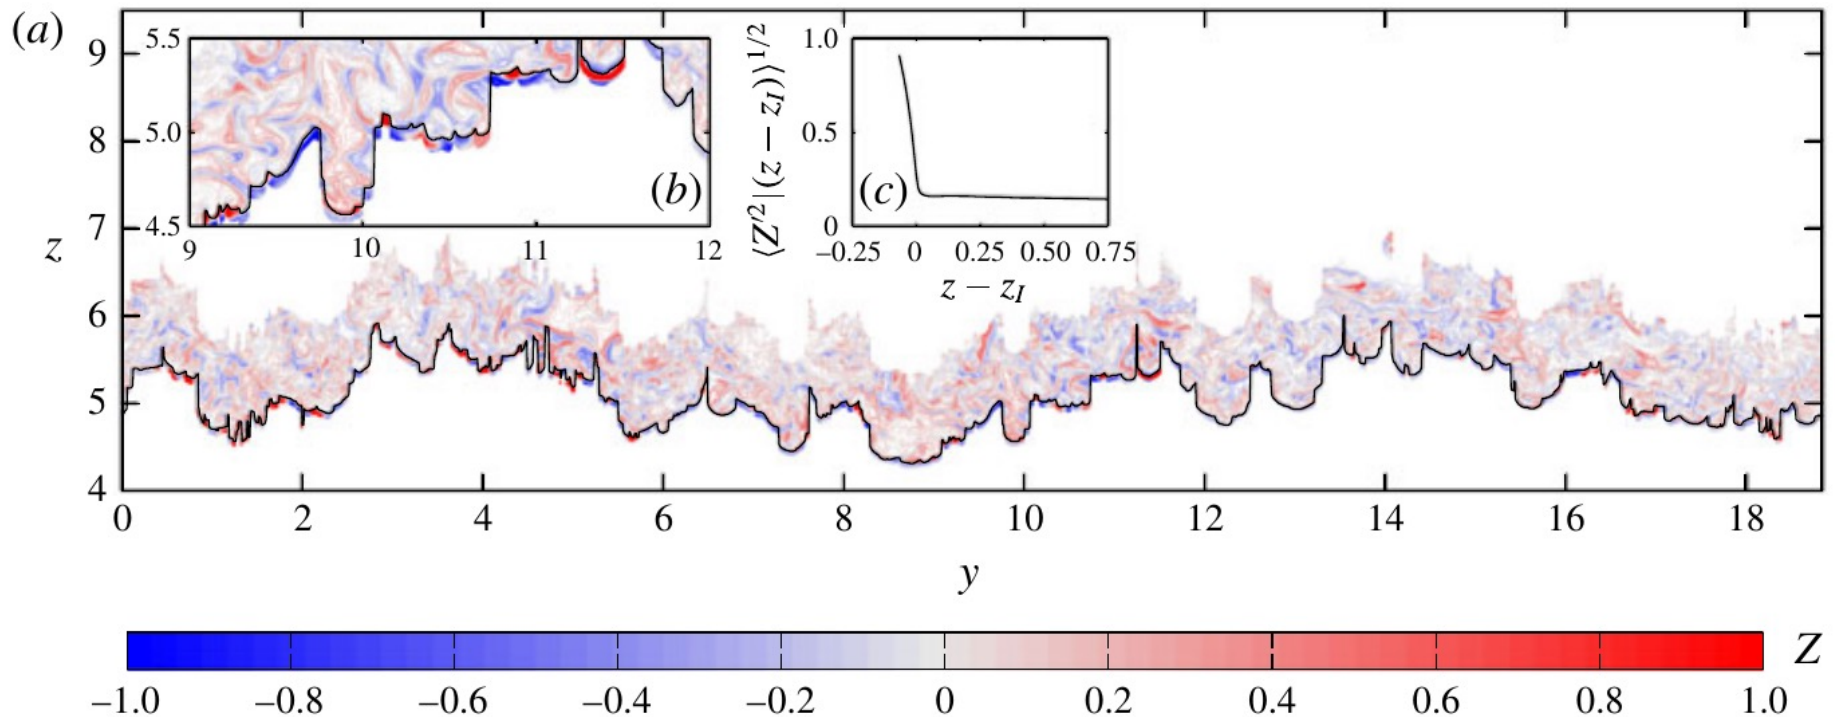 (a)
9
8
7
6
5
4
z
0 2 4 6 8 10 12 14 16 18
y
5.5
5.0
4.5
(b)
9 10 11 12
⟨Z′²|(z − z_I)⟩^1/2
1.0
0.5
0
(c)
−0.25 0 0.25 0.50 0.75
z − z_I
Z
−1.0 −0.8 −0.6 −0.4 −0.2 0 0.2 0.4 0.6 0.8 1.0